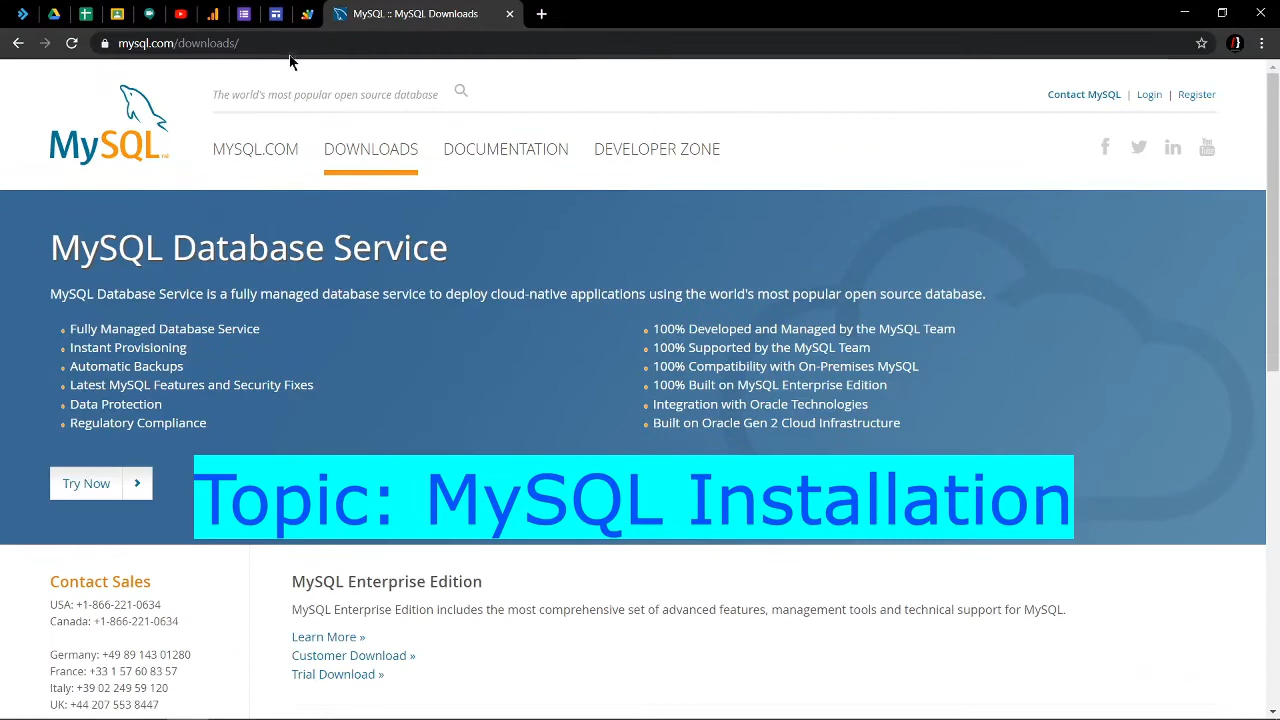 MySQL :: MySQL Downloads
mysql.com/downloads/
MySQL
The world's most popular open source database
Contact MySQL | Login | Register
MYSQL.COM DOWNLOADS DOCUMENTATION DEVELOPER ZONE
MySQL Database Service
MySQL Database Service is a fully managed database service to deploy cloud-native applications using the world's most popular open source database.
Fully Managed Database Service
Instant Provisioning
Automatic Backups
Latest MySQL Features and Security Fixes
Data Protection
Regulatory Compliance
100% Developed and Managed by the MySQL Team
100% Supported by the MySQL Team
100% Compatibility with On-Premises MySQL
100% Built on MySQL Enterprise Edition
Integration with Oracle Technologies
Built on Oracle Gen 2 Cloud Infrastructure
Try Now
Topic: MySQL Installation
Contact Sales
USA: +1-866-221-0634
Canada: +1-866-221-0634
Germany: +49 89 143 01280
France: +33 1 57 60 83 57
Italy: +39 02 249 59 120
UK: +44 207 553 8447
MySQL Enterprise Edition
MySQL Enterprise Edition includes the most comprehensive set of advanced features, management tools and technical support for MySQL.
Learn More »
Customer Download »
Trial Download »